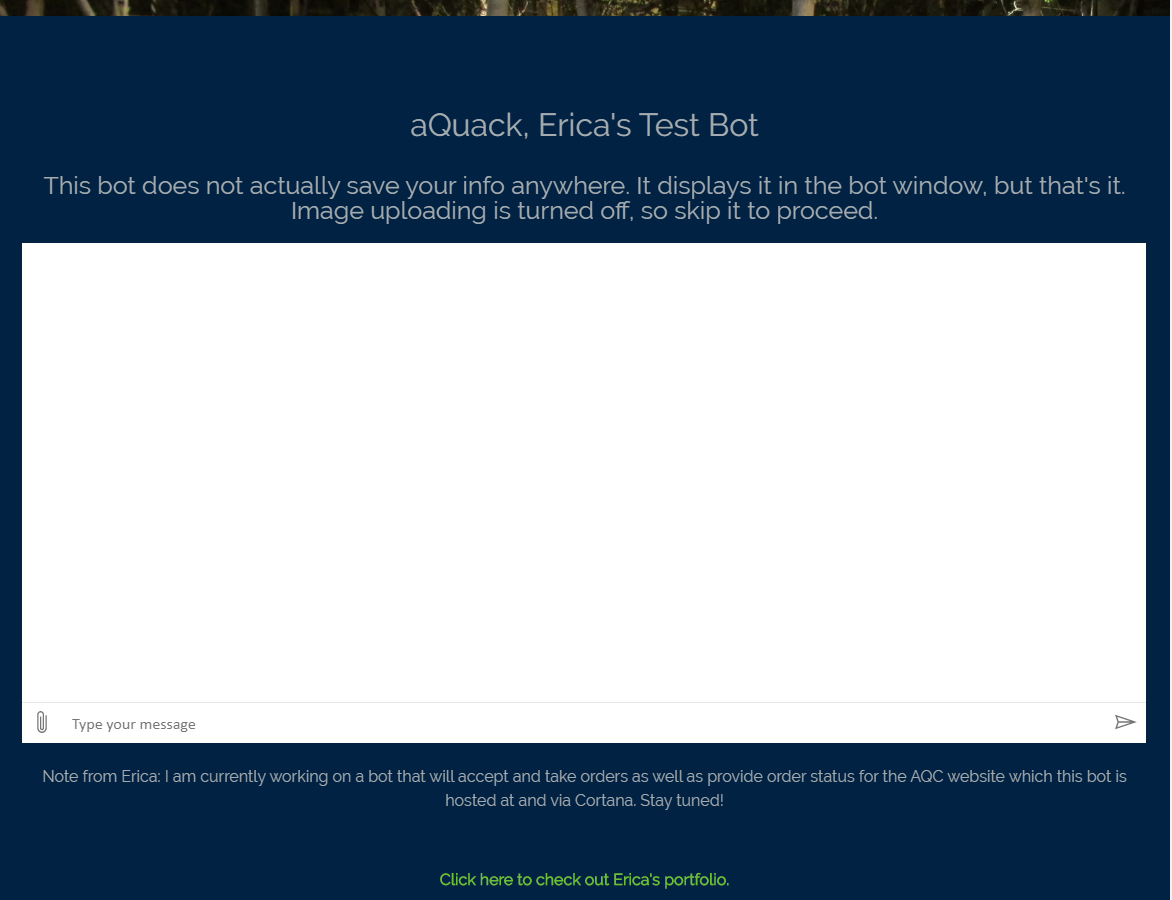 aQuack, Erica's Test Bot
This bot does not actually save your info anywhere. It displays it in the bot window, but that's it.
Image uploading is turned off, so skip it to proceed.
Type your message
Note from Erica: I am currently working on a bot that will accept and take orders as well as provide order status for the AQC website which this bot is
hosted at and via Cortana. Stay tuned!
Click here to check out Erica's portfolio.